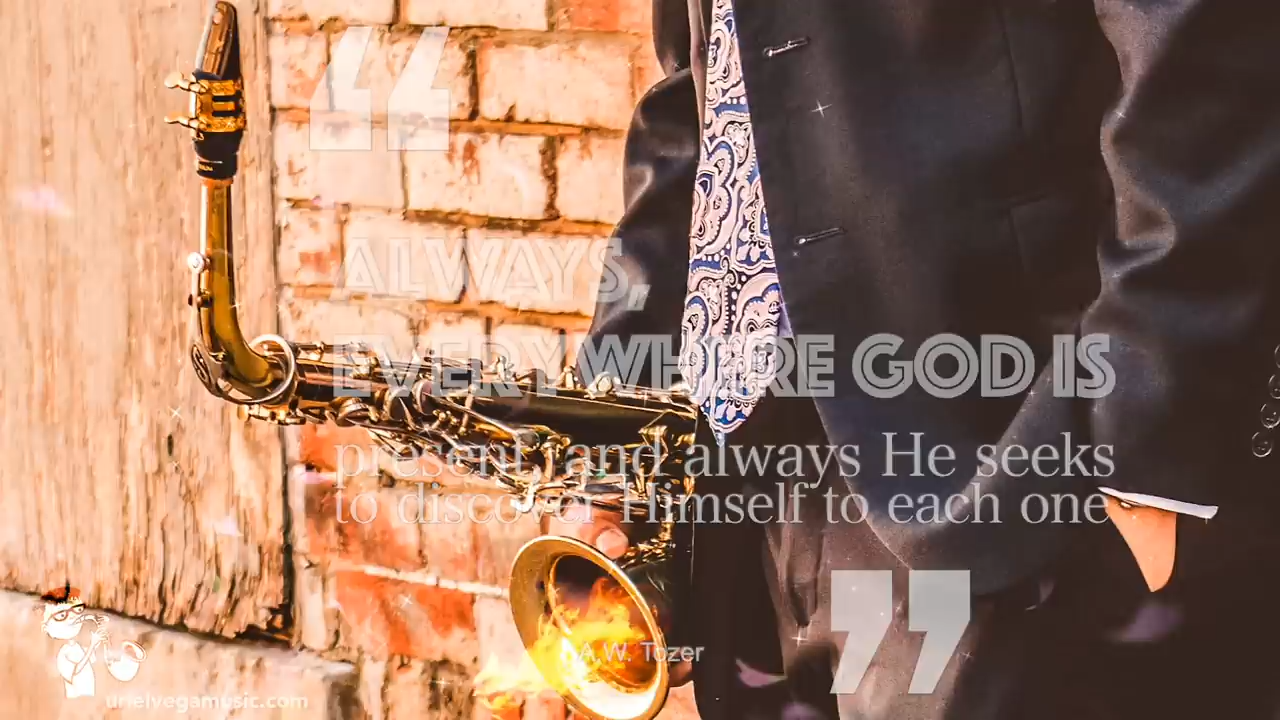 “
ALWAYS,
EVERYWHERE GOD IS
present, and always He seeks
to discover Himself to each one
”
A.W. Tozer
urielvegamusic.com